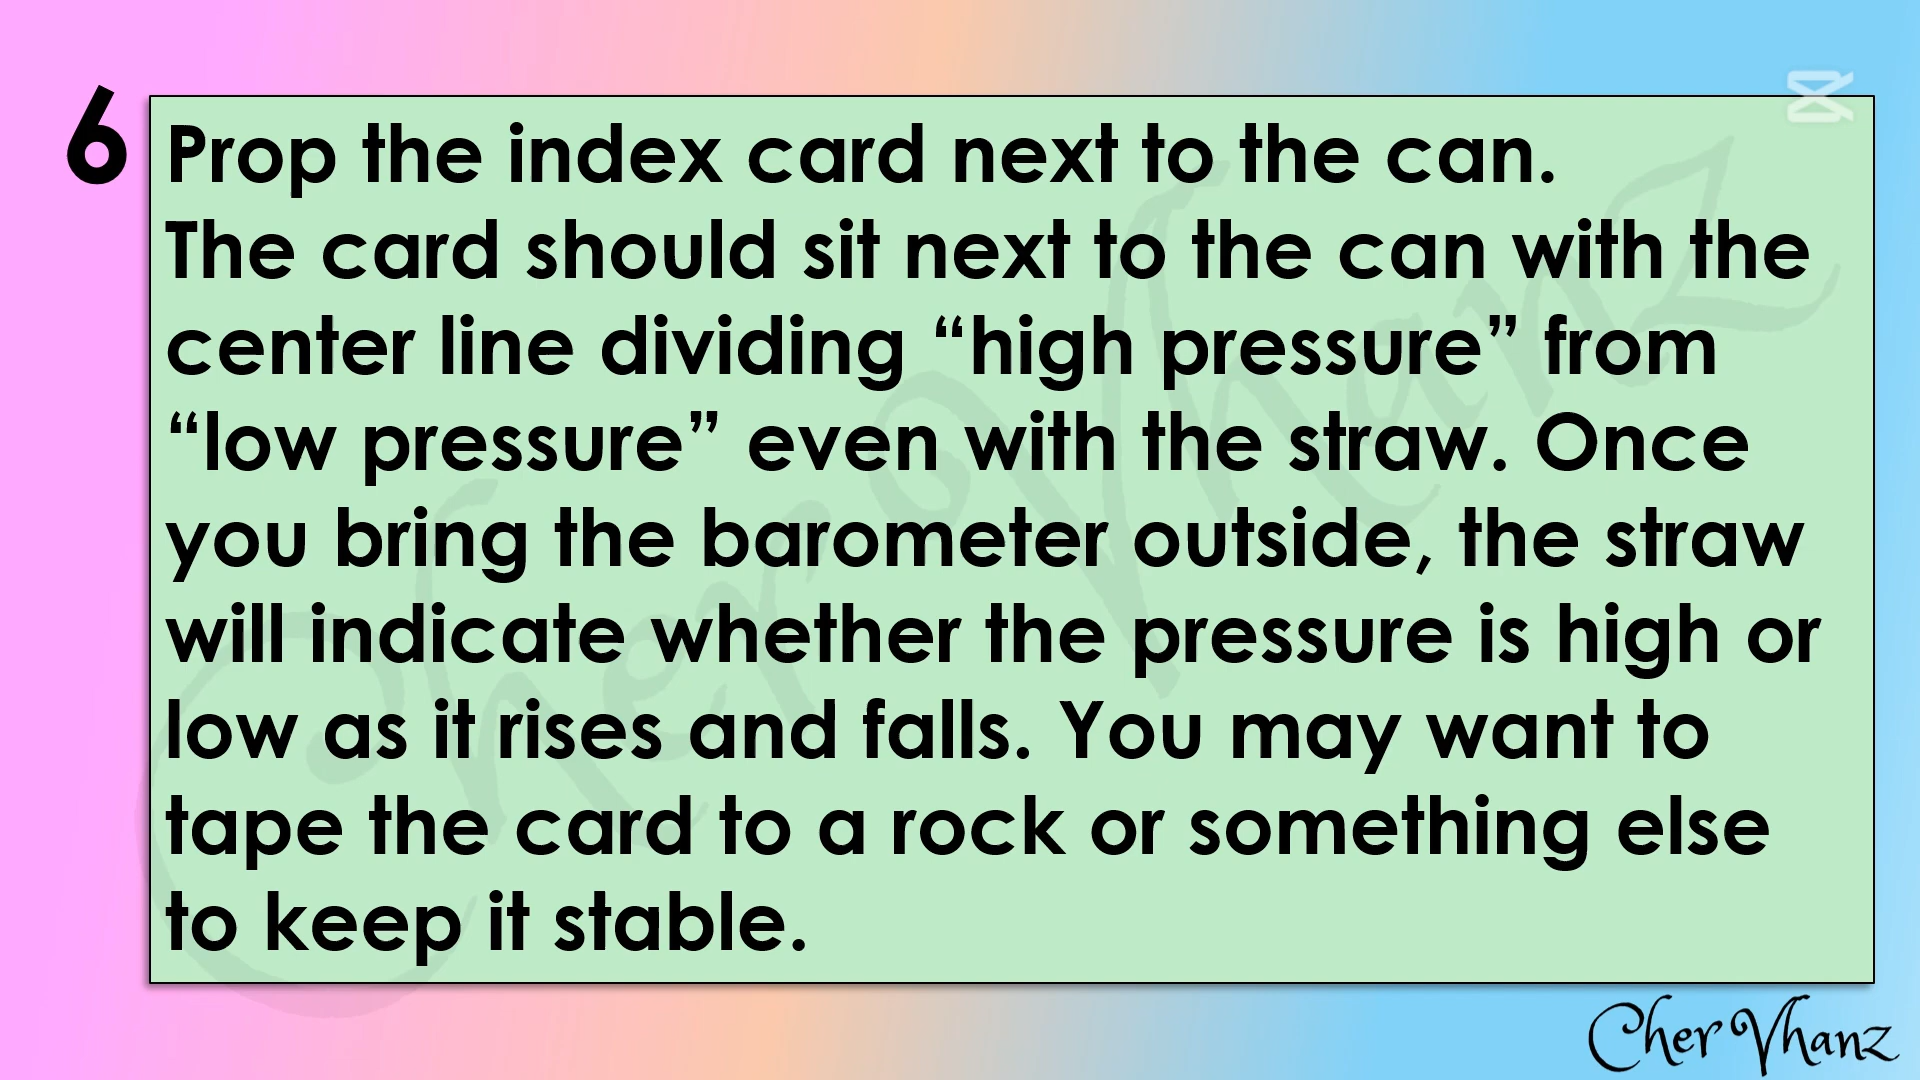 6
Prop the index card next to the can.
The card should sit next to the can with the
center line dividing “high pressure” from
“low pressure” even with the straw. Once
you bring the barometer outside, the straw
will indicate whether the pressure is high or
low as it rises and falls. You may want to
tape the card to a rock or something else
to keep it stable.
Cher Vhanz
Cher Vhanz